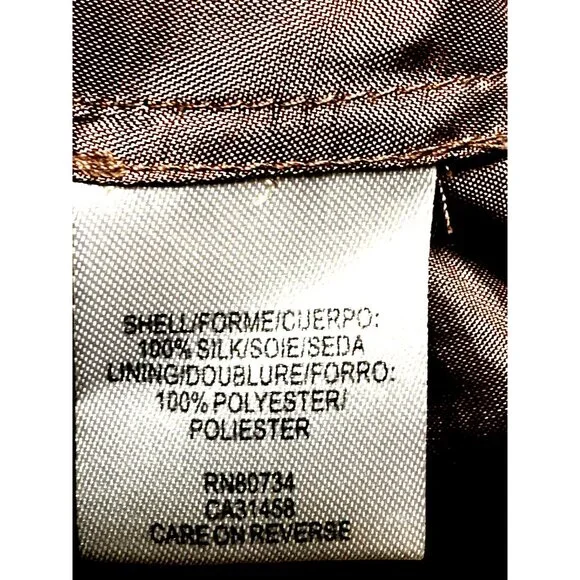 SHELL/FORME/CUERPO:
100% SILK/SOIE/SEDA
LINING/DOUBLURE/FORRO:
100% POLYESTER/
POLIESTER
RN80734
CA31458
CARE ON REVERSE